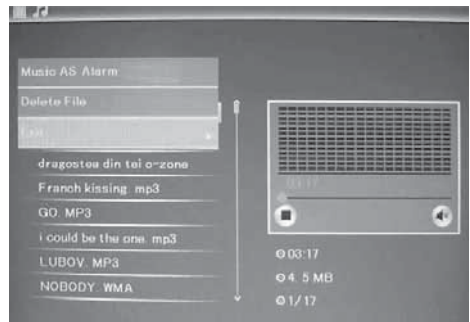 Music AS Alarm
Delete File
Exit
dragostea din tei o-zone
Franch kissing. mp3
GO. MP3
i could be the one. mp3
LUBOV. MP3
NOBODY. WMA
03:17
03:17
4. 5 MB
1/17